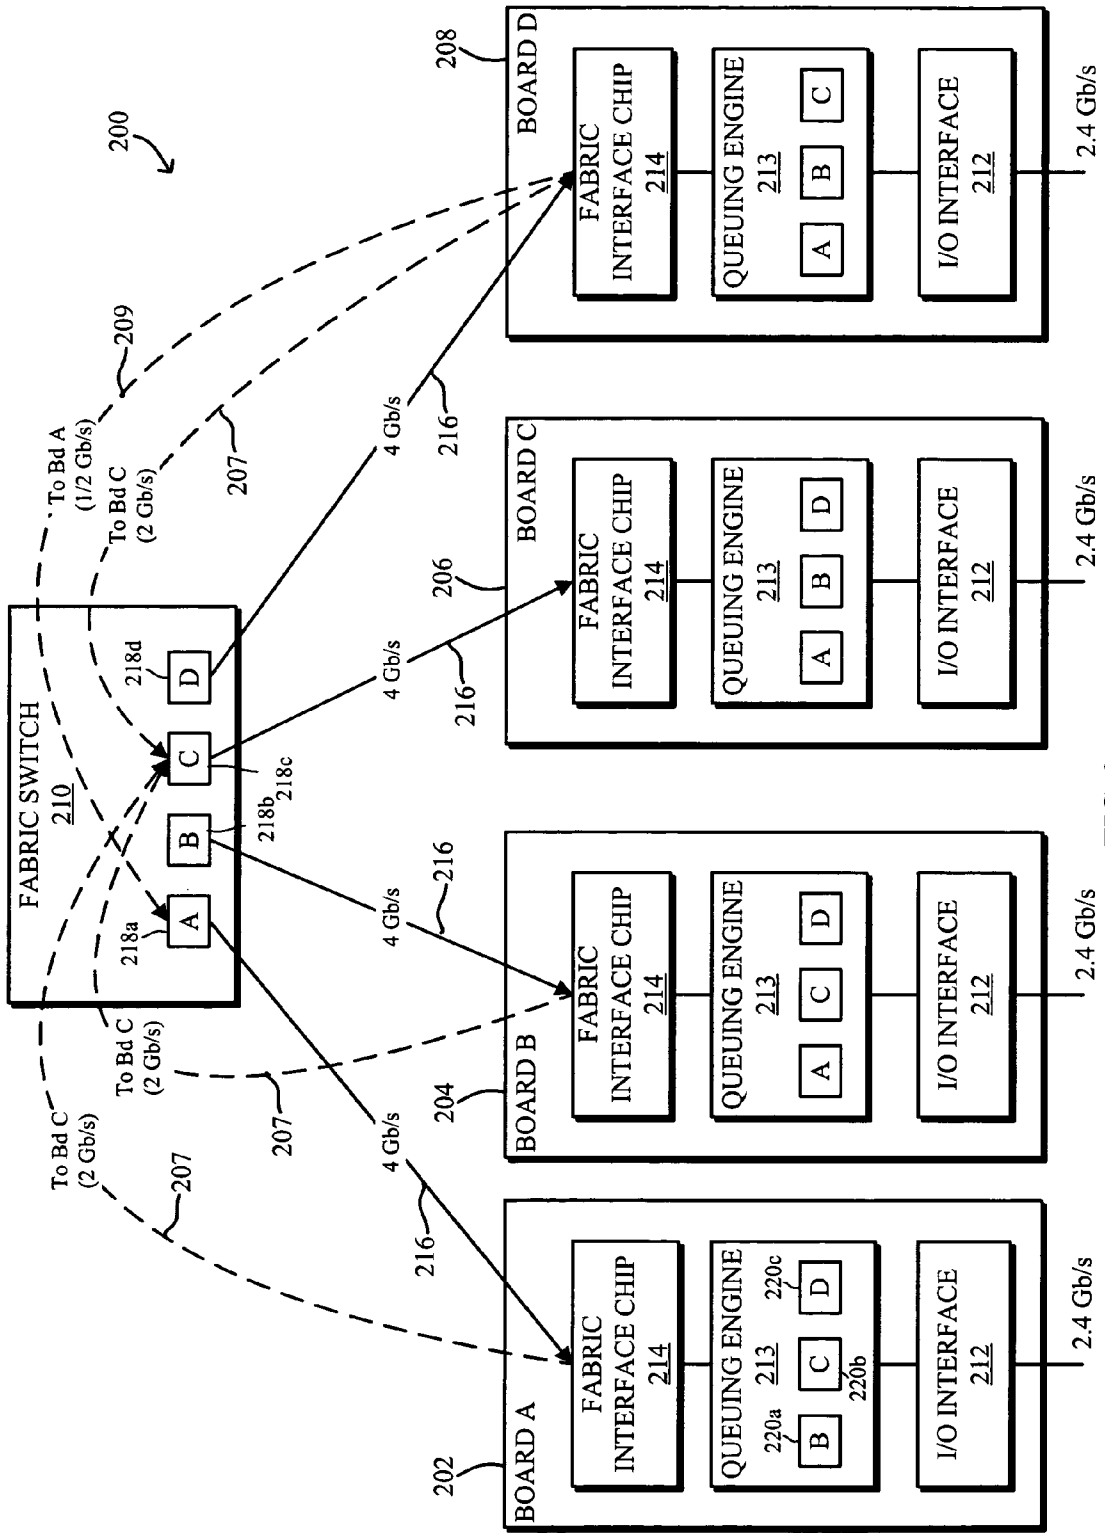 200
FABRIC SWITCH
210
A
B
C
D
218a
218b
218c
218d
To Bd C
(2 Gb/s)
To Bd C
(2 Gb/s)
To Bd C
(2 Gb/s)
To Bd A
(1/2 Gb/s)
207
207
207
209
4 Gb/s
4 Gb/s
4 Gb/s
4 Gb/s
216
216
216
216
202
BOARD A
FABRIC
INTERFACE CHIP
214
QUEUING ENGINE
213
220a
220b
220c
B
C
D
I/O INTERFACE
212
2.4 Gb/s
204
BOARD B
FABRIC
INTERFACE CHIP
214
QUEUING ENGINE
213
A
C
D
I/O INTERFACE
212
2.4 Gb/s
206
BOARD C
FABRIC
INTERFACE CHIP
214
QUEUING ENGINE
213
A
B
D
I/O INTERFACE
212
2.4 Gb/s
208
BOARD D
FABRIC
INTERFACE CHIP
214
QUEUING ENGINE
213
A
B
C
I/O INTERFACE
212
2.4 Gb/s